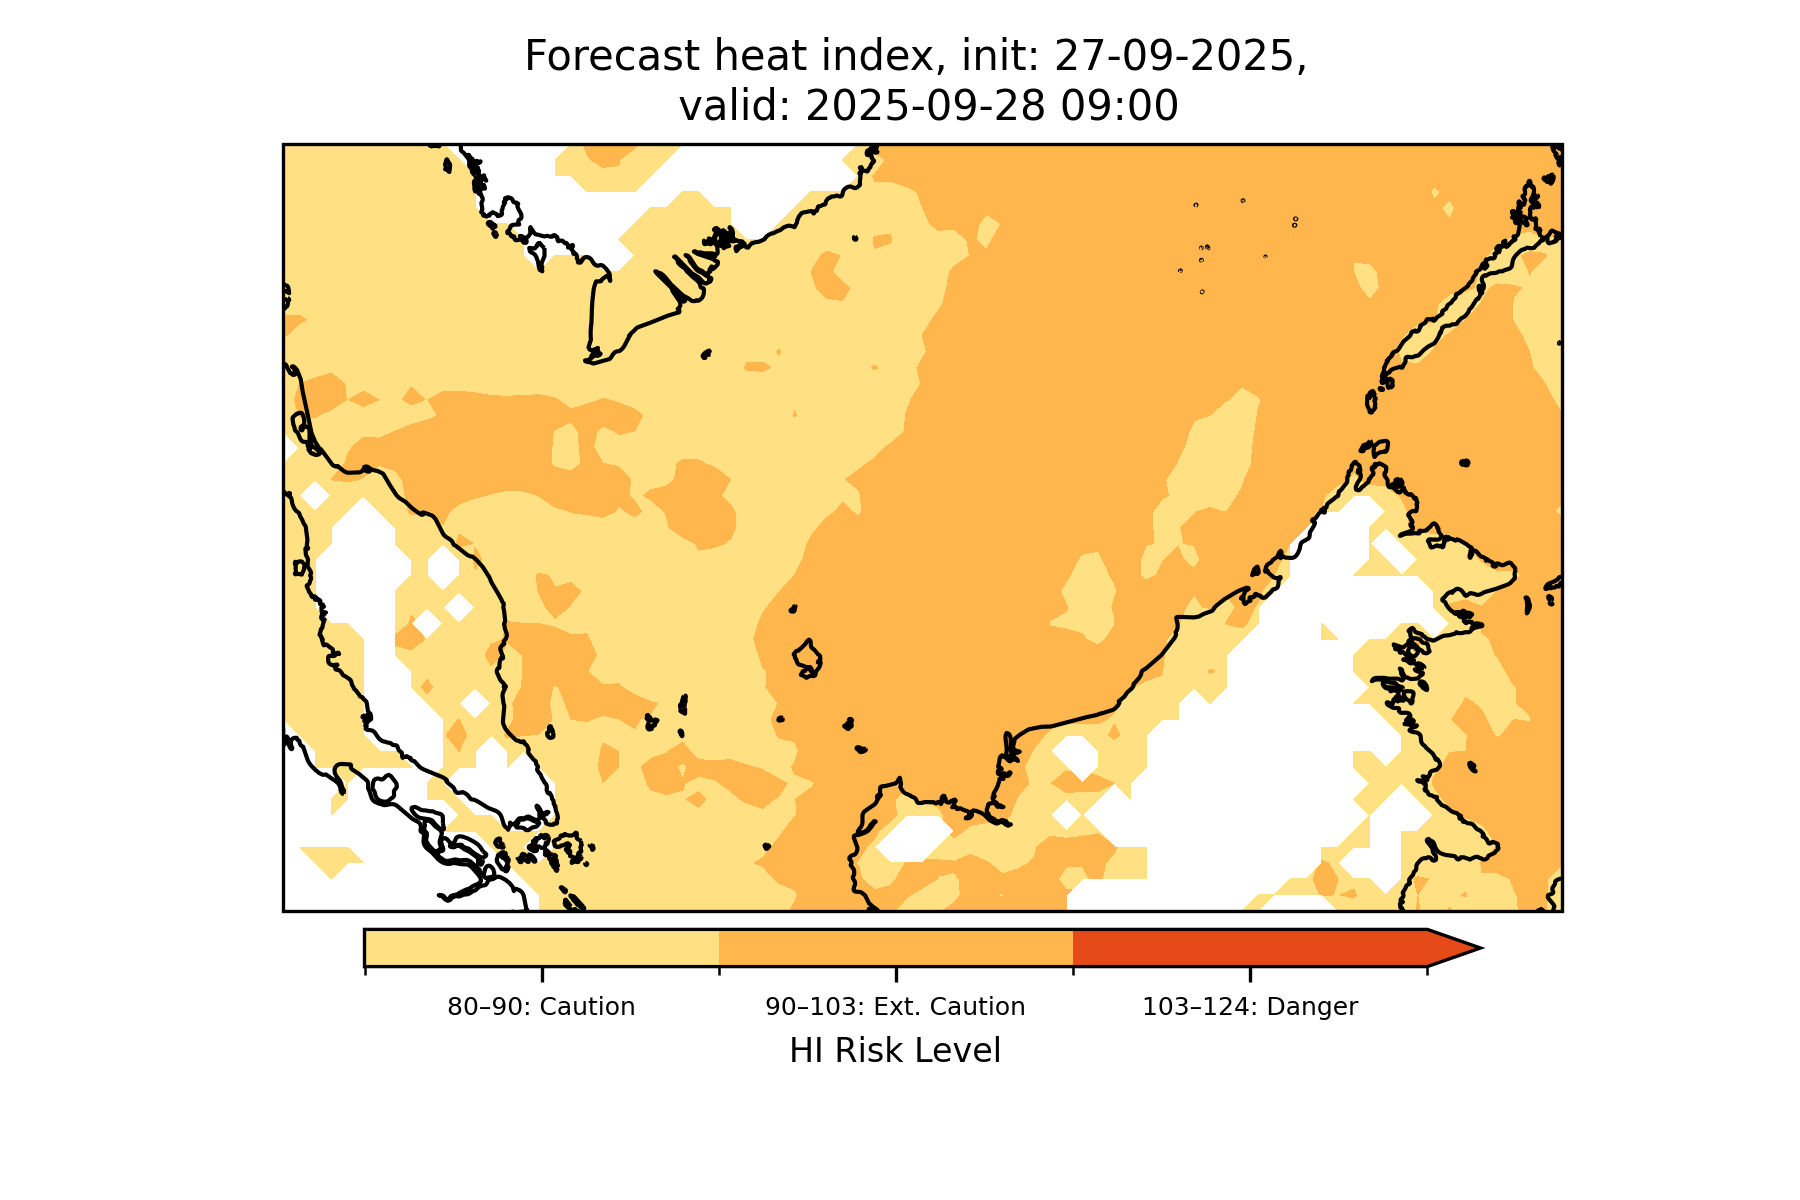 Forecast heat index, init: 27-09-2025,
valid: 2025-09-28 09:00
80–90: Caution
90–103: Ext. Caution
103–124: Danger
HI Risk Level